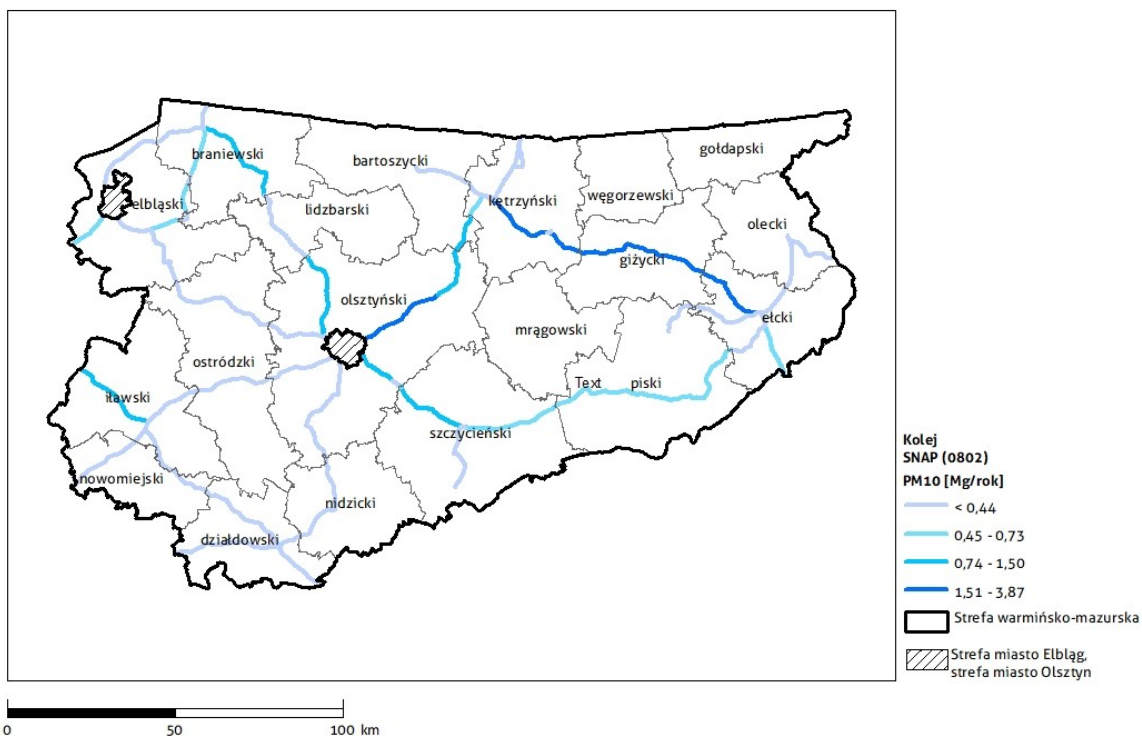 gołdapski
braniewski
bartoszycki
kętrzyński
węgorzewski
elbląski
lidzbarski
olecki
giżycki
olsztyński
ełcki
mrągowski
ostródzki
Text piski
iławski
szczycieński
nowomiejski
nidzicki
działdowski
Kolej
SNAP (0802)
PM10 [Mg/rok]
< 0,44
0,45 - 0,73
0,74 - 1,50
1,51 - 3,87
Strefa warmińsko-mazurska
Strefa miasto Elbląg,
strefa miasto Olsztyn
0 50 100 km